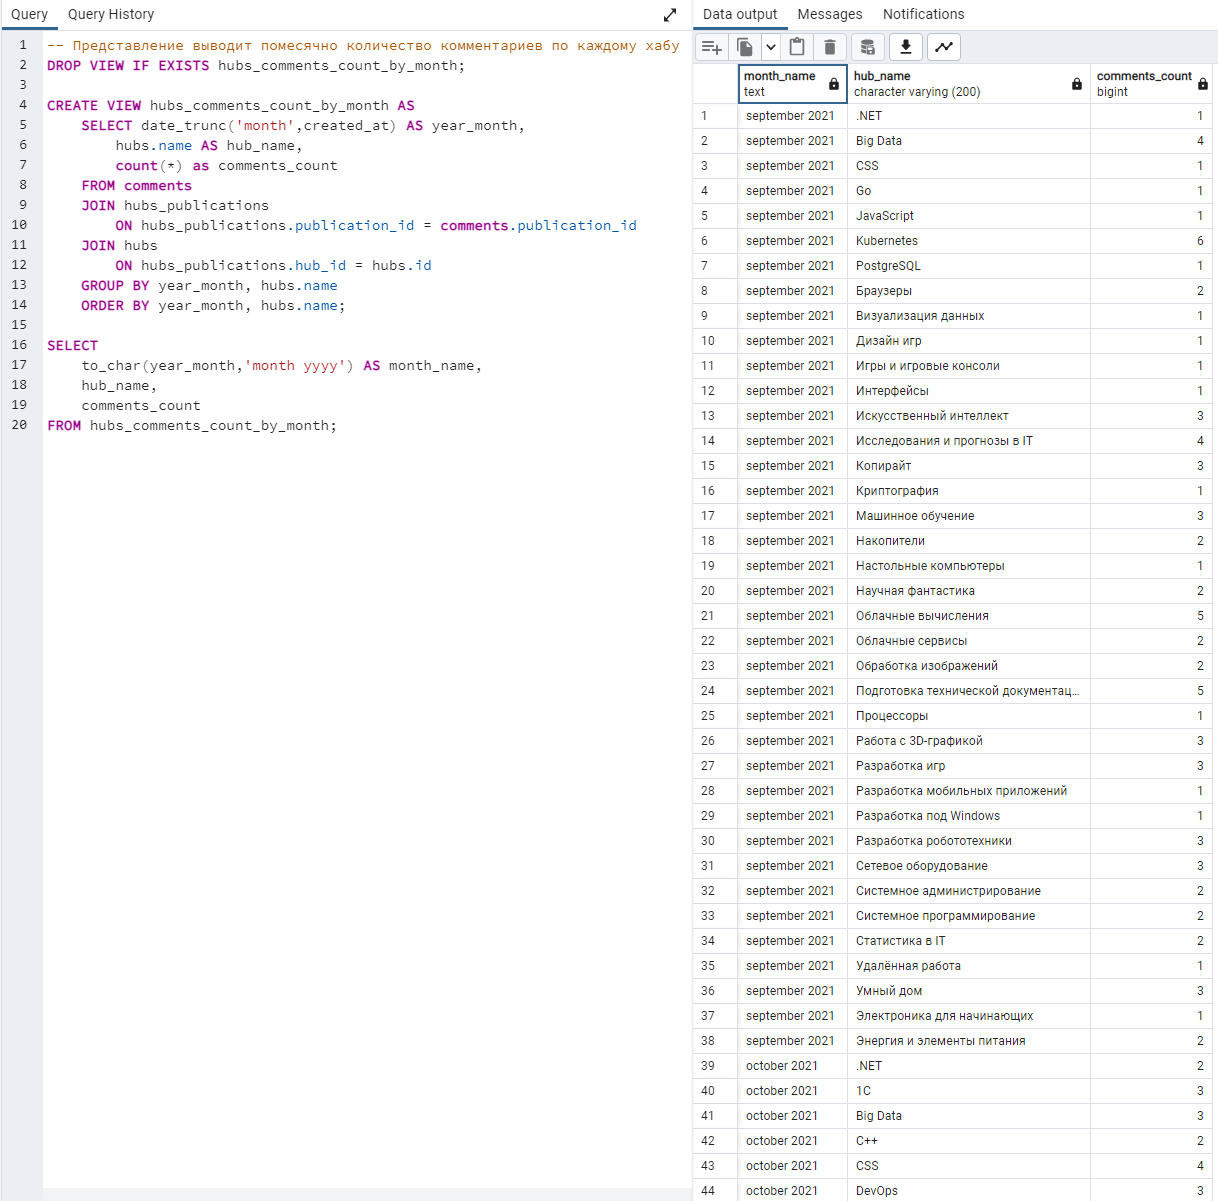 Query Query History
1 -- Представление выводит помесячно количество комментариев по каждому хабу
2 DROP VIEW IF EXISTS hubs_comments_count_by_month;
3
4 CREATE VIEW hubs_comments_count_by_month AS
5 SELECT date_trunc('month',created_at) AS year_month,
6 hubs.name AS hub_name,
7 count(*) as comments_count
8 FROM comments
9 JOIN hubs_publications
10 ON hubs_publications.publication_id = comments.publication_id
11 JOIN hubs
12 ON hubs_publications.hub_id = hubs.id
13 GROUP BY year_month, hubs.name
14 ORDER BY year_month, hubs.name;
15
16 SELECT
17 to_char(year_month,'month yyyy') AS month_name,
18 hub_name,
19 comments_count
20 FROM hubs_comments_count_by_month;
Data output Messages Notifications
month_name hub_name comments_count
text character varying (200) bigint
1 september 2021 .NET 1
2 september 2021 Big Data 4
3 september 2021 CSS 1
4 september 2021 Go 1
5 september 2021 JavaScript 1
6 september 2021 Kubernetes 6
7 september 2021 PostgreSQL 1
8 september 2021 Браузеры 2
9 september 2021 Визуализация данных 1
10 september 2021 Дизайн игр 1
11 september 2021 Игры и игровые консоли 1
12 september 2021 Интерфейсы 1
13 september 2021 Искусственный интеллект 3
14 september 2021 Исследования и прогнозы в IT 4
15 september 2021 Копирайт 3
16 september 2021 Криптография 1
17 september 2021 Машинное обучение 3
18 september 2021 Накопители 2
19 september 2021 Настольные компьютеры 1
20 september 2021 Научная фантастика 2
21 september 2021 Облачные вычисления 5
22 september 2021 Облачные сервисы 2
23 september 2021 Обработка изображений 2
24 september 2021 Подготовка технической документац... 5
25 september 2021 Процессоры 1
26 september 2021 Работа с 3D-графикой 3
27 september 2021 Разработка игр 3
28 september 2021 Разработка мобильных приложений 1
29 september 2021 Разработка под Windows 1
30 september 2021 Разработка робототехники 3
31 september 2021 Сетевое оборудование 3
32 september 2021 Системное администрирование 2
33 september 2021 Системное программирование 2
34 september 2021 Статистика в IT 2
35 september 2021 Удалённая работа 1
36 september 2021 Умный дом 3
37 september 2021 Электроника для начинающих 1
38 september 2021 Энергия и элементы питания 2
39 october 2021 .NET 2
40 october 2021 1С 3
41 october 2021 Big Data 3
42 october 2021 C++ 2
43 october 2021 CSS 4
44 october 2021 DevOps 3